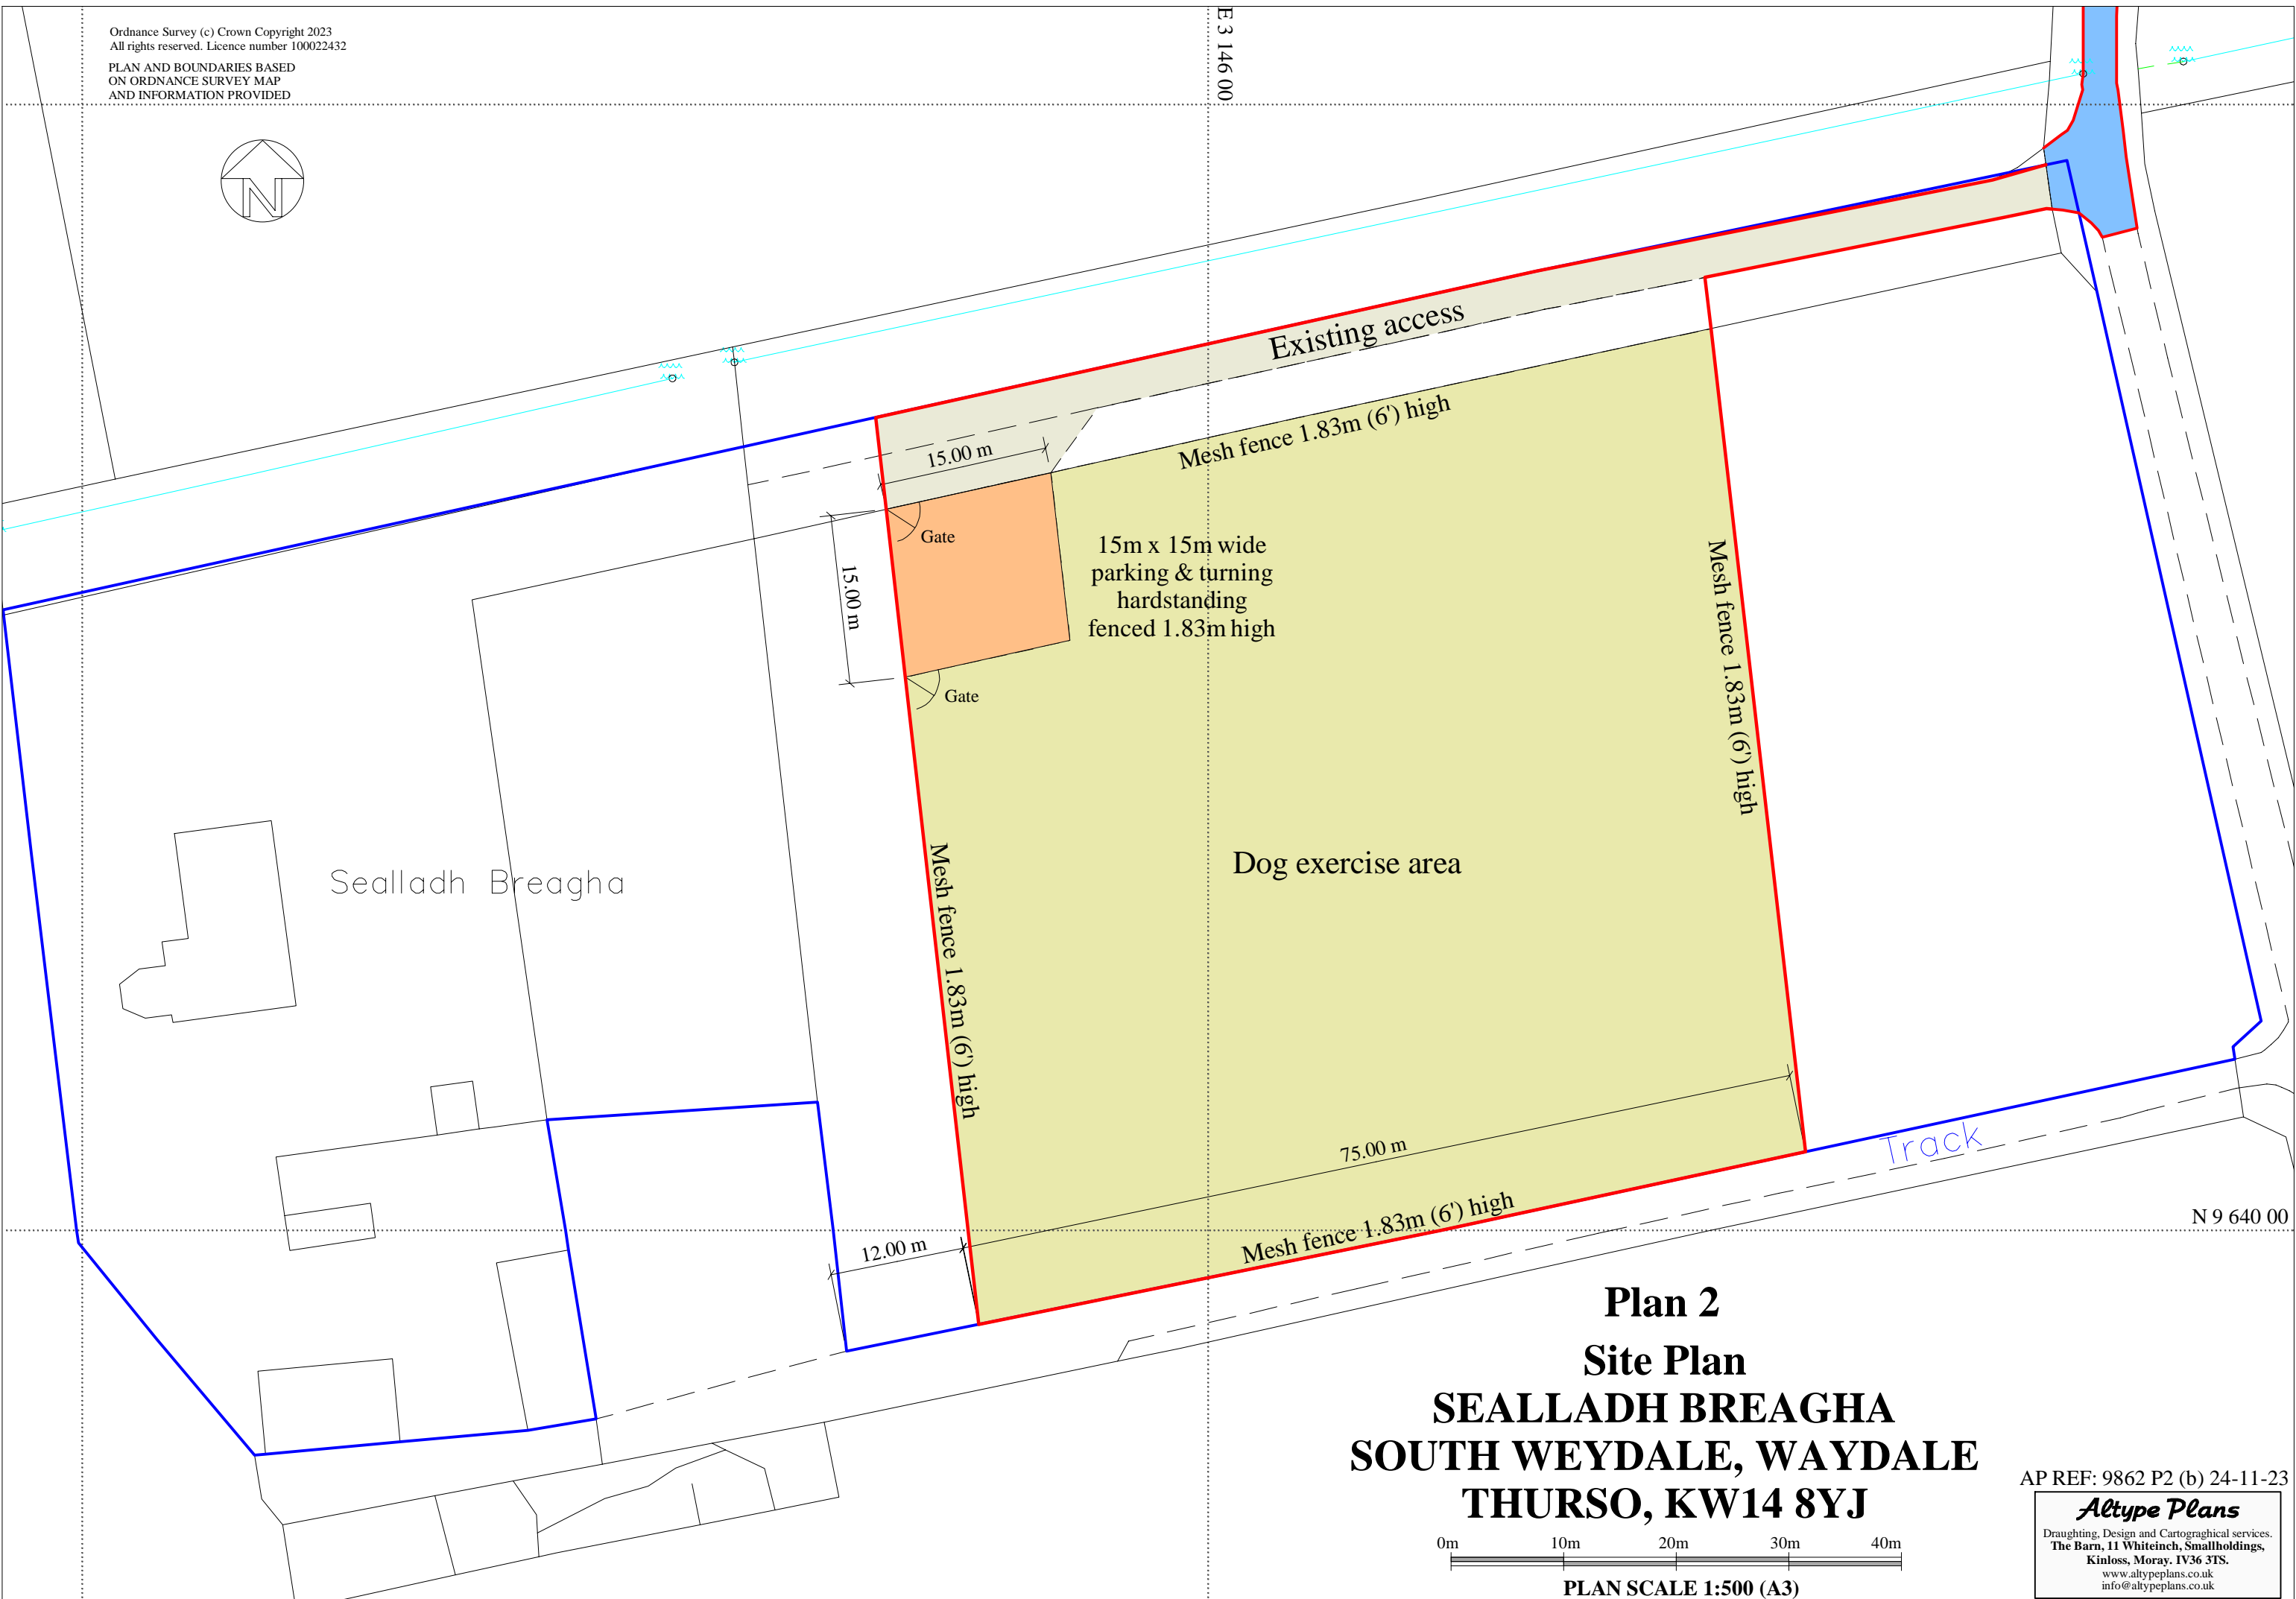 Ordnance Survey (c) Crown Copyright 2023
All rights reserved. Licence number 100022432
PLAN AND BOUNDARIES BASED
ON ORDNANCE SURVEY MAP
AND INFORMATION PROVIDED
N
E 3 146 00
Existing access
15.00 m
Mesh fence 1.83m (6') high
Gate
15m x 15m wide
parking & turning
hardstanding
fenced 1.83m high
15.00 m
Gate
Mesh fence 1.83m (6') high
Sealladh Breagha
Dog exercise area
Mesh fence 1.83m (6') high
75.00 m
Track
12.00 m
Mesh fence 1.83m (6') high
N 9 640 00
Plan 2
Site Plan
SEALLADH BREAGHA
SOUTH WEYDALE, WAYDALE
THURSO, KW14 8YJ
0m 10m 20m 30m 40m
PLAN SCALE 1:500 (A3)
AP REF: 9862 P2 (b) 24-11-23
Altype Plans
Draughting, Design and Cartograghical services.
The Barn, 11 Whiteinch, Smallholdings,
Kinloss, Moray. IV36 3TS.
www.altypeplans.co.uk
info@altypeplans.co.uk